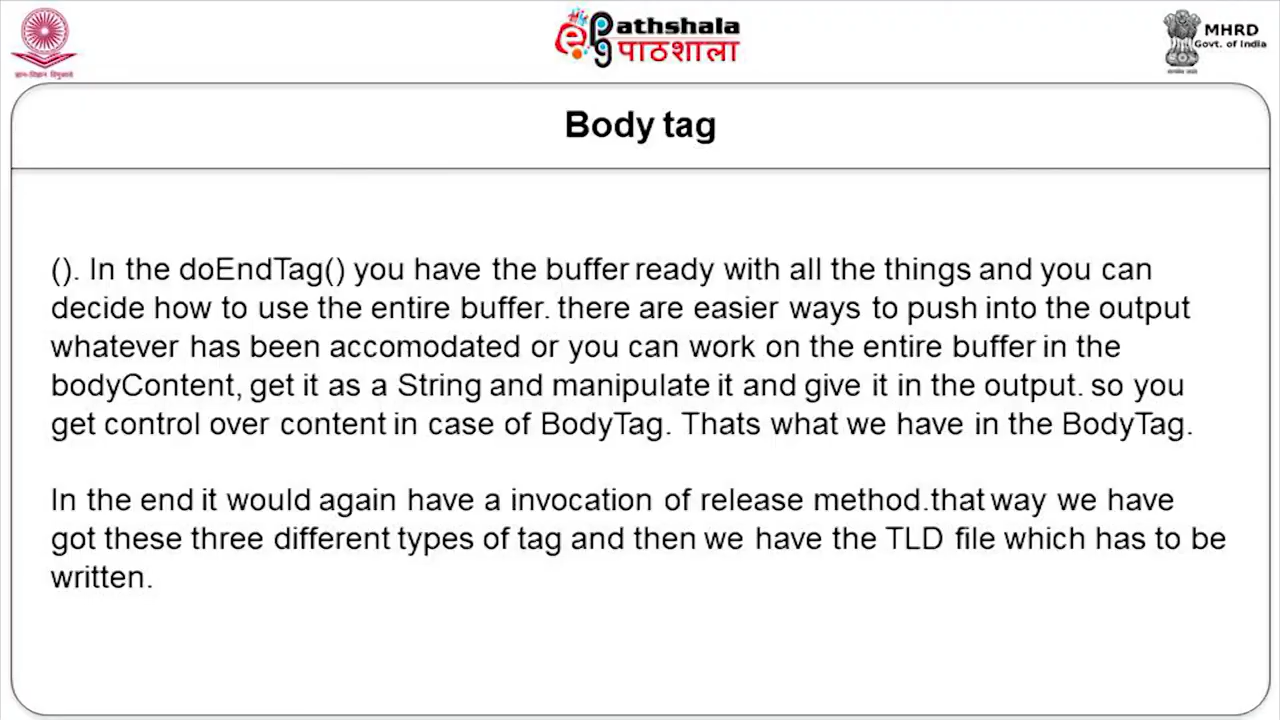 ePathshala
पाठशाला
MHRD
Govt. of India
Body tag
(). In the doEndTag() you have the buffer ready with all the things and you can
decide how to use the entire buffer. there are easier ways to push into the output
whatever has been accomodated or you can work on the entire buffer in the
bodyContent, get it as a String and manipulate it and give it in the output. so you
get control over content in case of BodyTag. Thats what we have in the BodyTag.
In the end it would again have a invocation of release method.that way we have
got these three different types of tag and then we have the TLD file which has to be
written.